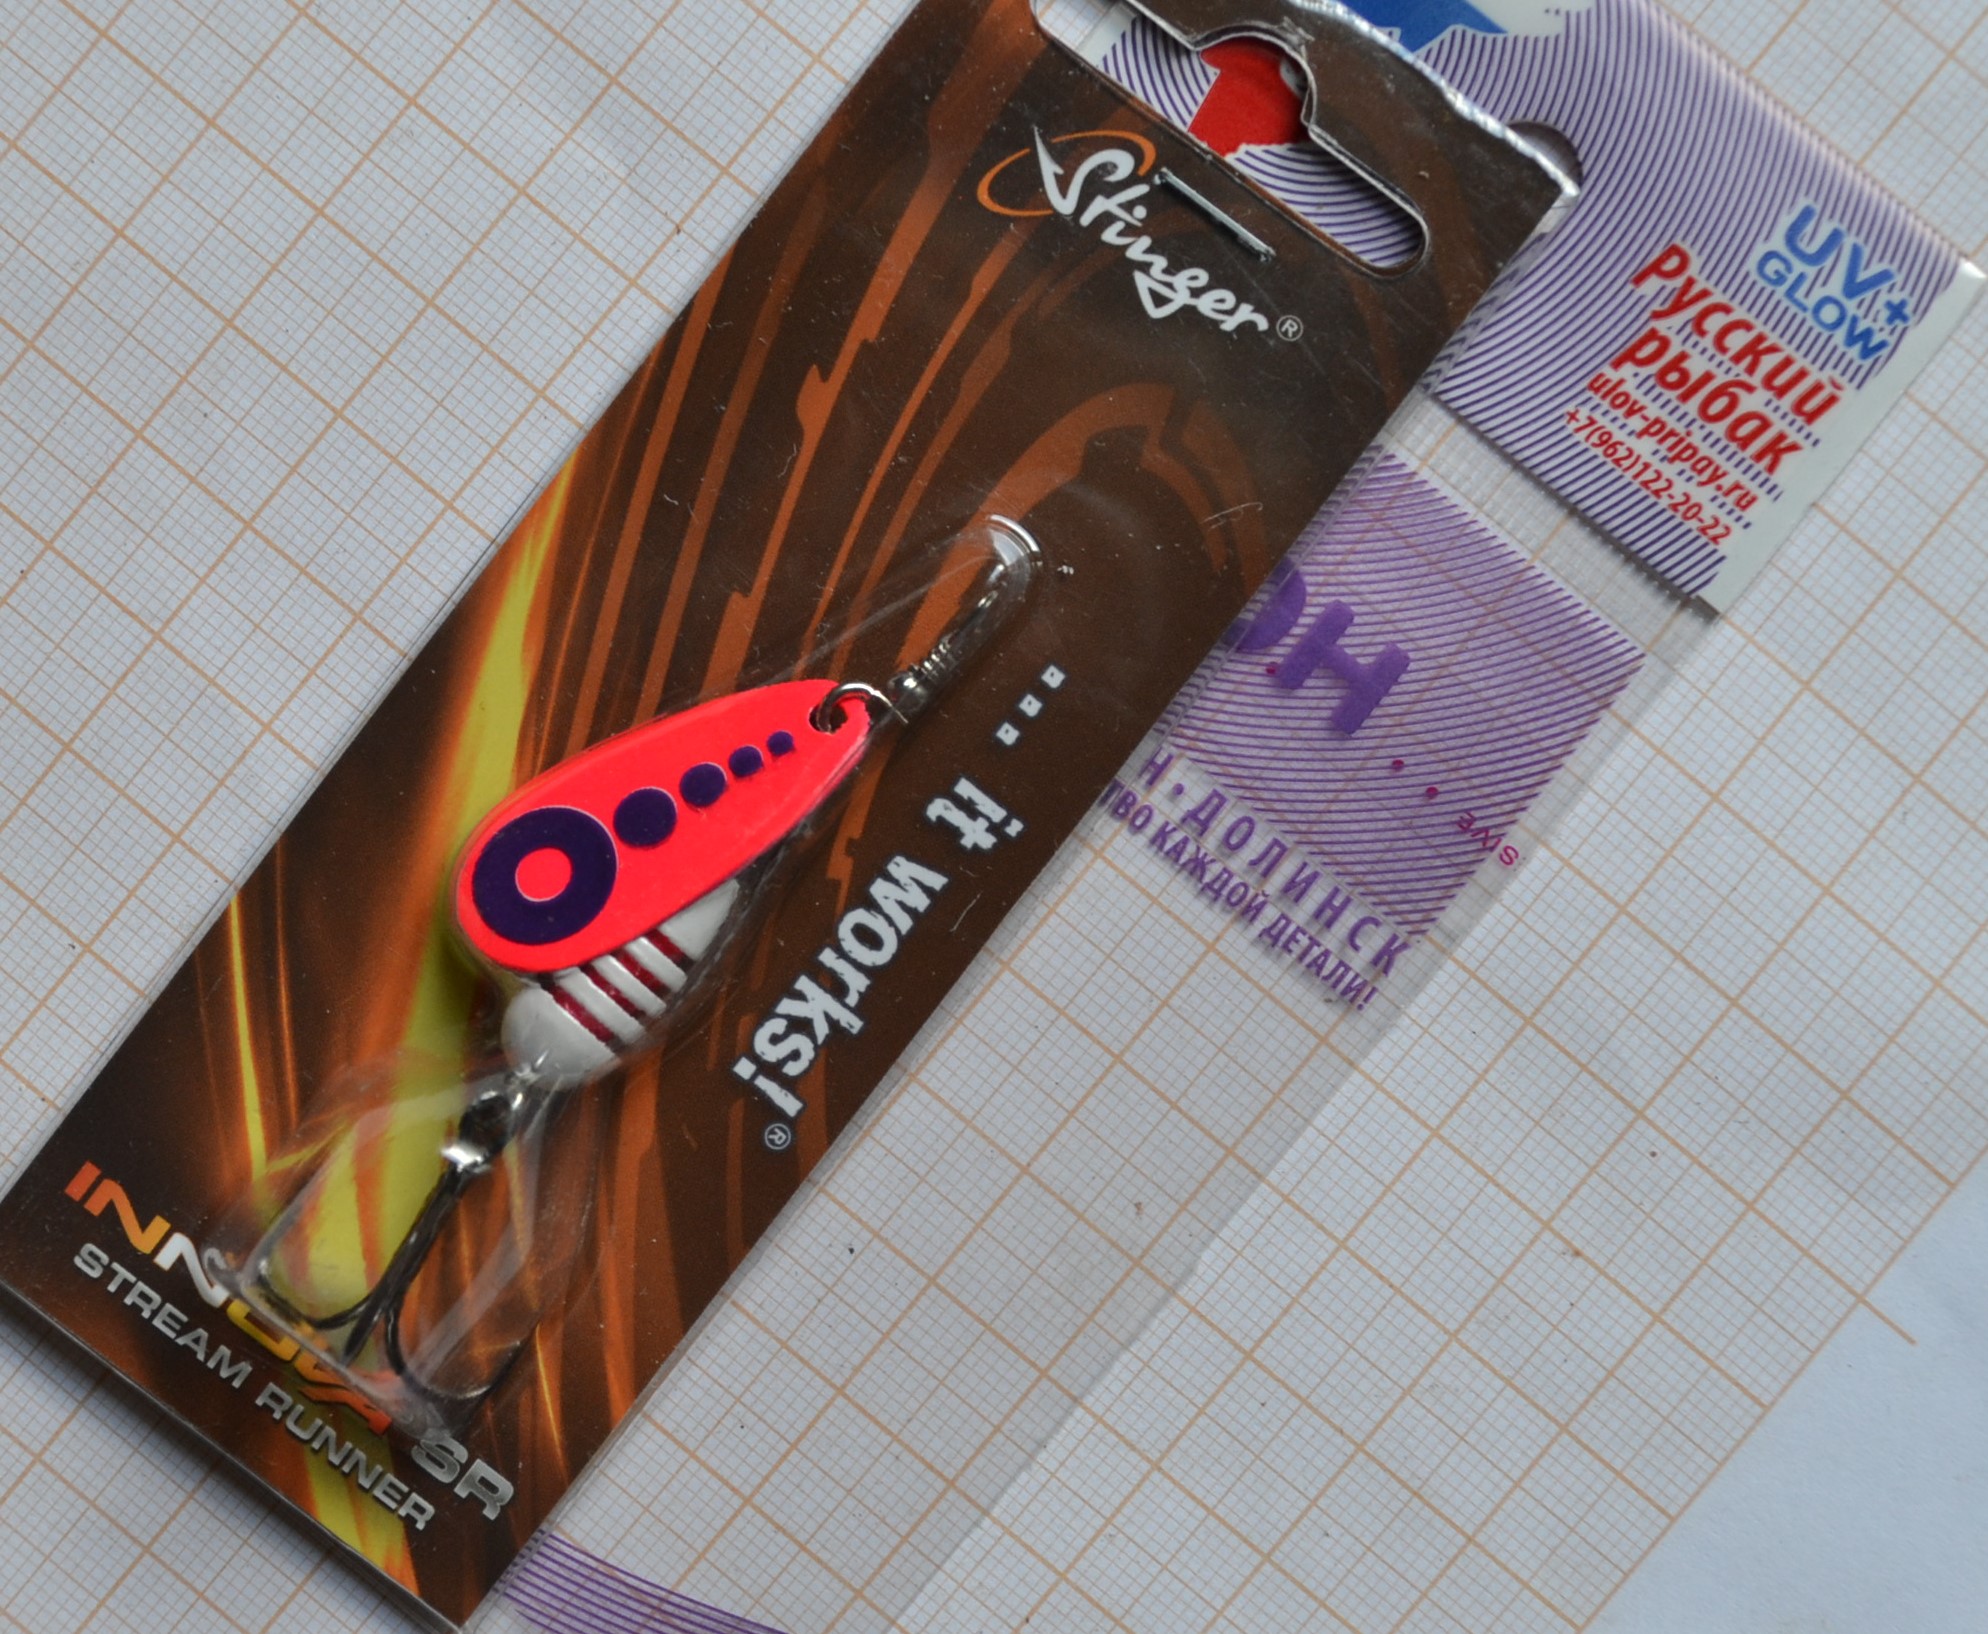 Stinger®
... it works!®
INNOVA SR
STREAM RUNNER
UV+
GLOW
Русский
рыбак
ulov-pripay.ru
+7(962)122-20-22
Н • ДОЛИНСК
КАЖДОЙ ДЕТАЛИ!